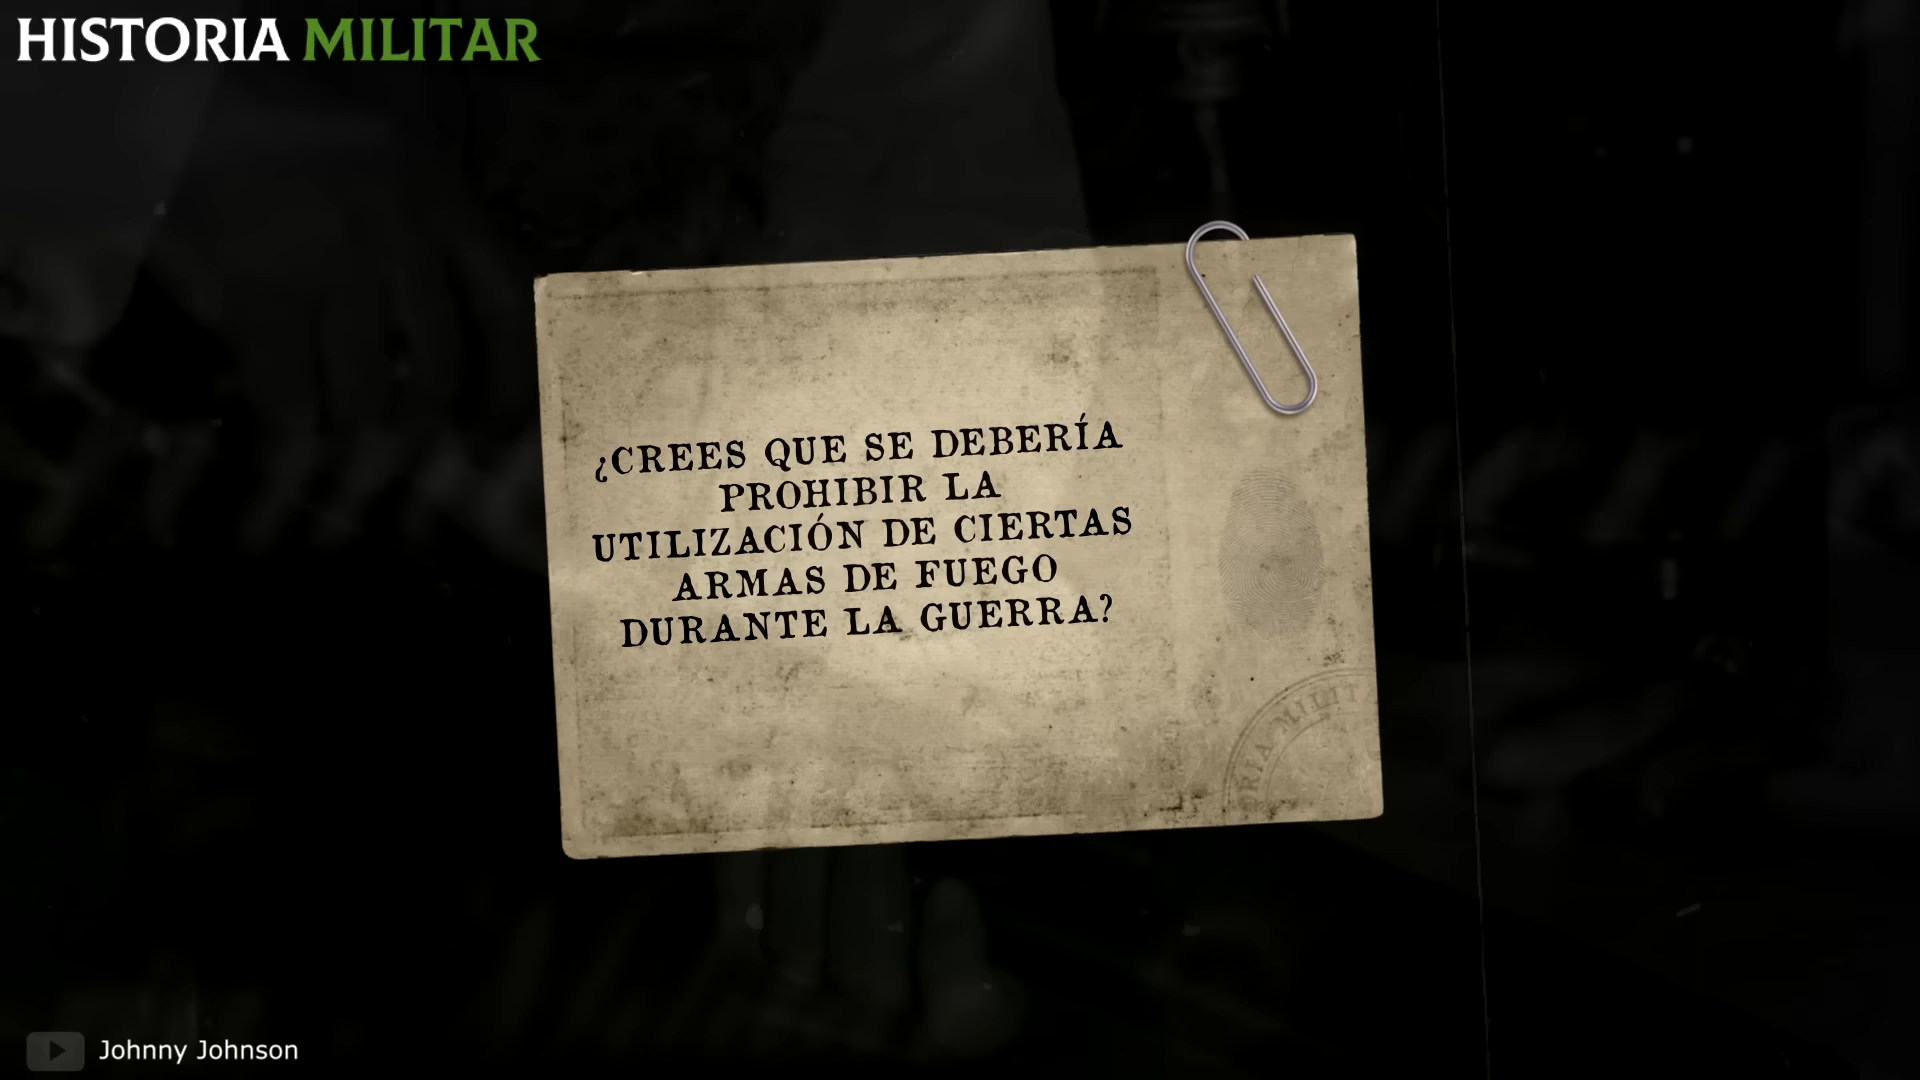 HISTORIA MILITAR
¿CREES QUE SE DEBERÍA
PROHIBIR LA
UTILIZACIÓN DE CIERTAS
ARMAS DE FUEGO
DURANTE LA GUERRA?
Johnny Johnson